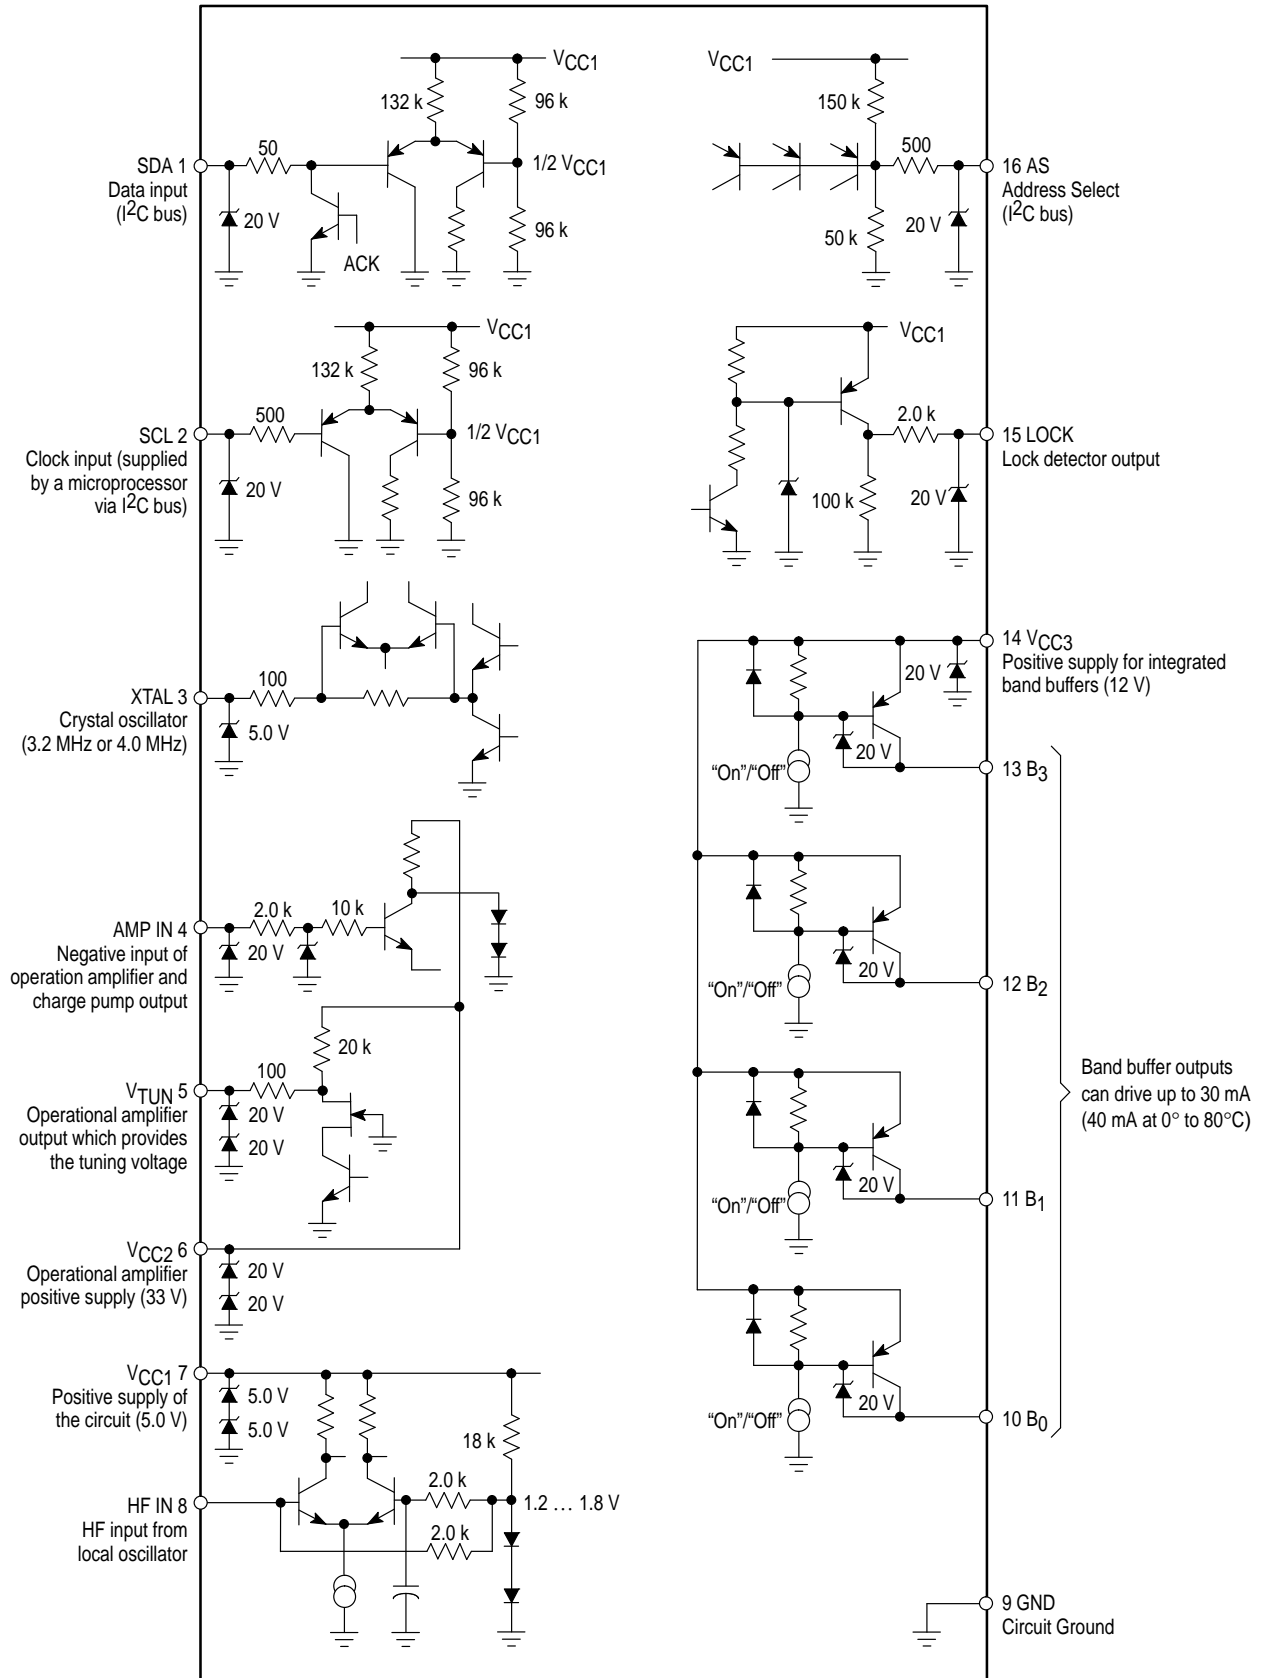 VCC1
132 k
96 k
50
SDA 1
Data input
(I2C bus)
1/2 VCC1
20 V
96 k
ACK
VCC1
132 k
96 k
500
SCL 2
Clock input (supplied
by a microprocessor
via I2C bus)
1/2 VCC1
20 V
96 k
100
XTAL 3
Crystal oscillator
(3.2 MHz or 4.0 MHz)
5.0 V
2.0 k
10 k
AMP IN 4
Negative input of
operation amplifier and
charge pump output
20 V
20 k
100
VTUN 5
Operational amplifier
output which provides
the tuning voltage
20 V
20 V
VCC2 6
Operational amplifier
positive supply (33 V)
20 V
20 V
VCC1 7
Positive supply of
the circuit (5.0 V)
5.0 V
5.0 V
18 k
2.0 k
HF IN 8
HF input from
local oscillator
1.2 … 1.8 V
2.0 k
VCC1
150 k
500
16 AS
Address Select
(I2C bus)
50 k
20 V
VCC1
2.0 k
15 LOCK
Lock detector output
100 k
20 V
14 VCC3
Positive supply for integrated
band buffers (12 V)
20 V
20 V
“On”/“Off”
13 B3
20 V
“On”/“Off”
12 B2
Band buffer outputs
can drive up to 30 mA
(40 mA at 0° to 80°C)
20 V
“On”/“Off”
11 B1
20 V
“On”/“Off”
10 B0
9 GND
Circuit Ground